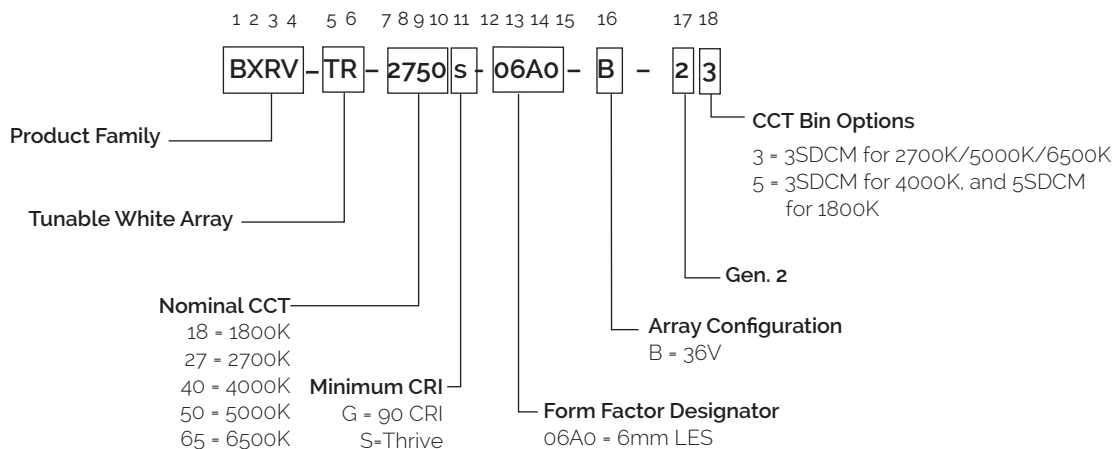 1 2 3 4 5 6 7 8 9 10 11 12 13 14 15 16 17 18
BXRV – TR – 2750 s - 06A0 – B – 2 3
Product Family
Tunable White Array
Nominal CCT
18 = 1800K
27 = 2700K
40 = 4000K
50 = 5000K
65 = 6500K
Minimum CRI
G = 90 CRI
S=Thrive
Form Factor Designator
06A0 = 6mm LES
Array Configuration
B = 36V
Gen. 2
CCT Bin Options
3 = 3SDCM for 2700K/5000K/6500K
5 = 3SDCM for 4000K, and 5SDCM
for 1800K